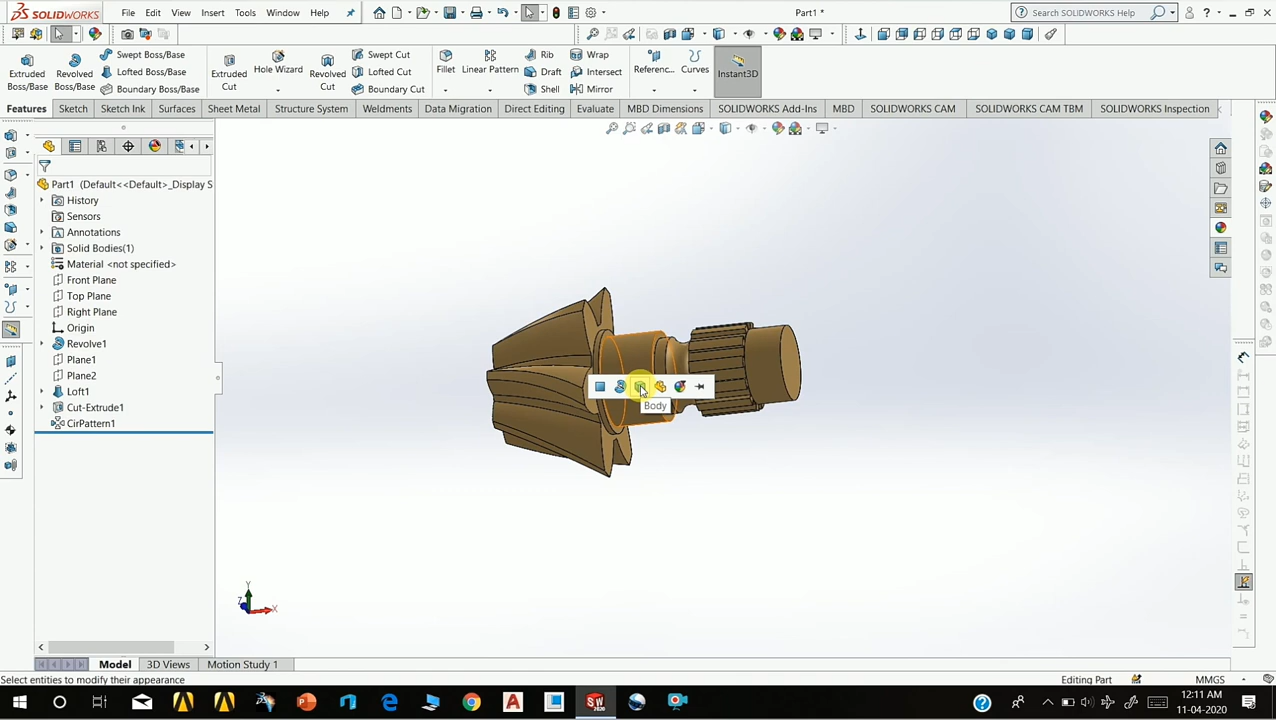 SOLIDWORKS File Edit View Insert Tools Window Help Part1 * Search SOLIDWORKS Help ?
Extruded Boss/Base
Revolved Boss/Base
Swept Boss/Base
Lofted Boss/Base
Boundary Boss/Base
Extruded Cut
Hole Wizard
Revolved Cut
Swept Cut
Lofted Cut
Boundary Cut
Fillet
Linear Pattern
Rib
Draft
Shell
Wrap
Intersect
Mirror
Referenc...
Curves
Instant3D
Features Sketch Sketch Ink Surfaces Sheet Metal Structure System Weldments Data Migration Direct Editing Evaluate MBD Dimensions SOLIDWORKS Add-Ins MBD SOLIDWORKS CAM SOLIDWORKS CAM TBM SOLIDWORKS Inspection
Part1 (Default<<Default>_Display S
History
Sensors
Annotations
Solid Bodies(1)
Material <not specified>
Front Plane
Top Plane
Right Plane
Origin
Revolve1
Plane1
Plane2
Loft1
Cut-Extrude1
CirPattern1
Body
Y
Z
X
Model 3D Views Motion Study 1
Select entities to modify their appearance Editing Part MMGS
12:11 AM
11-04-2020